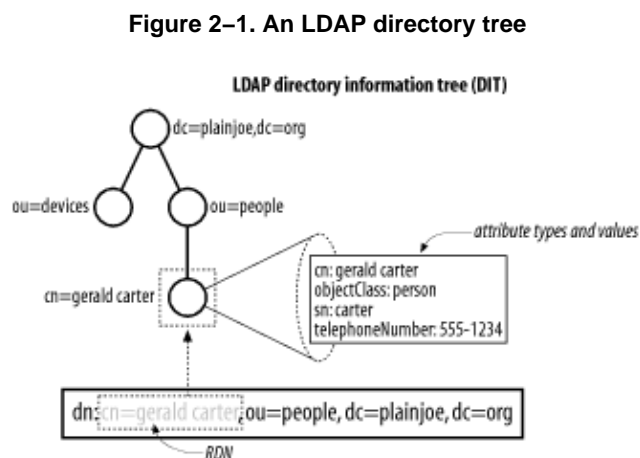 Figure 2–1. An LDAP directory tree
LDAP directory information tree (DIT)
dc=plainjoe,dc=org
ou=devices
ou=people
attribute types and values
cn=gerald carter
cn: gerald carter
objectClass: person
sn: carter
telephoneNumber: 555-1234
dn:cn=gerald carter,ou=people, dc=plainjoe, dc=org
RDN